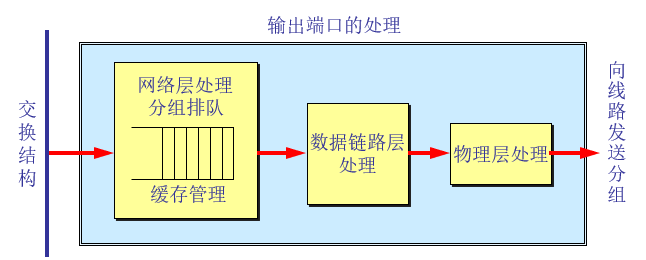 输出端口的处理
交换结构
网络层处理
分组排队
缓存管理
数据链路层
处理
物理层处理
向线路发送分组